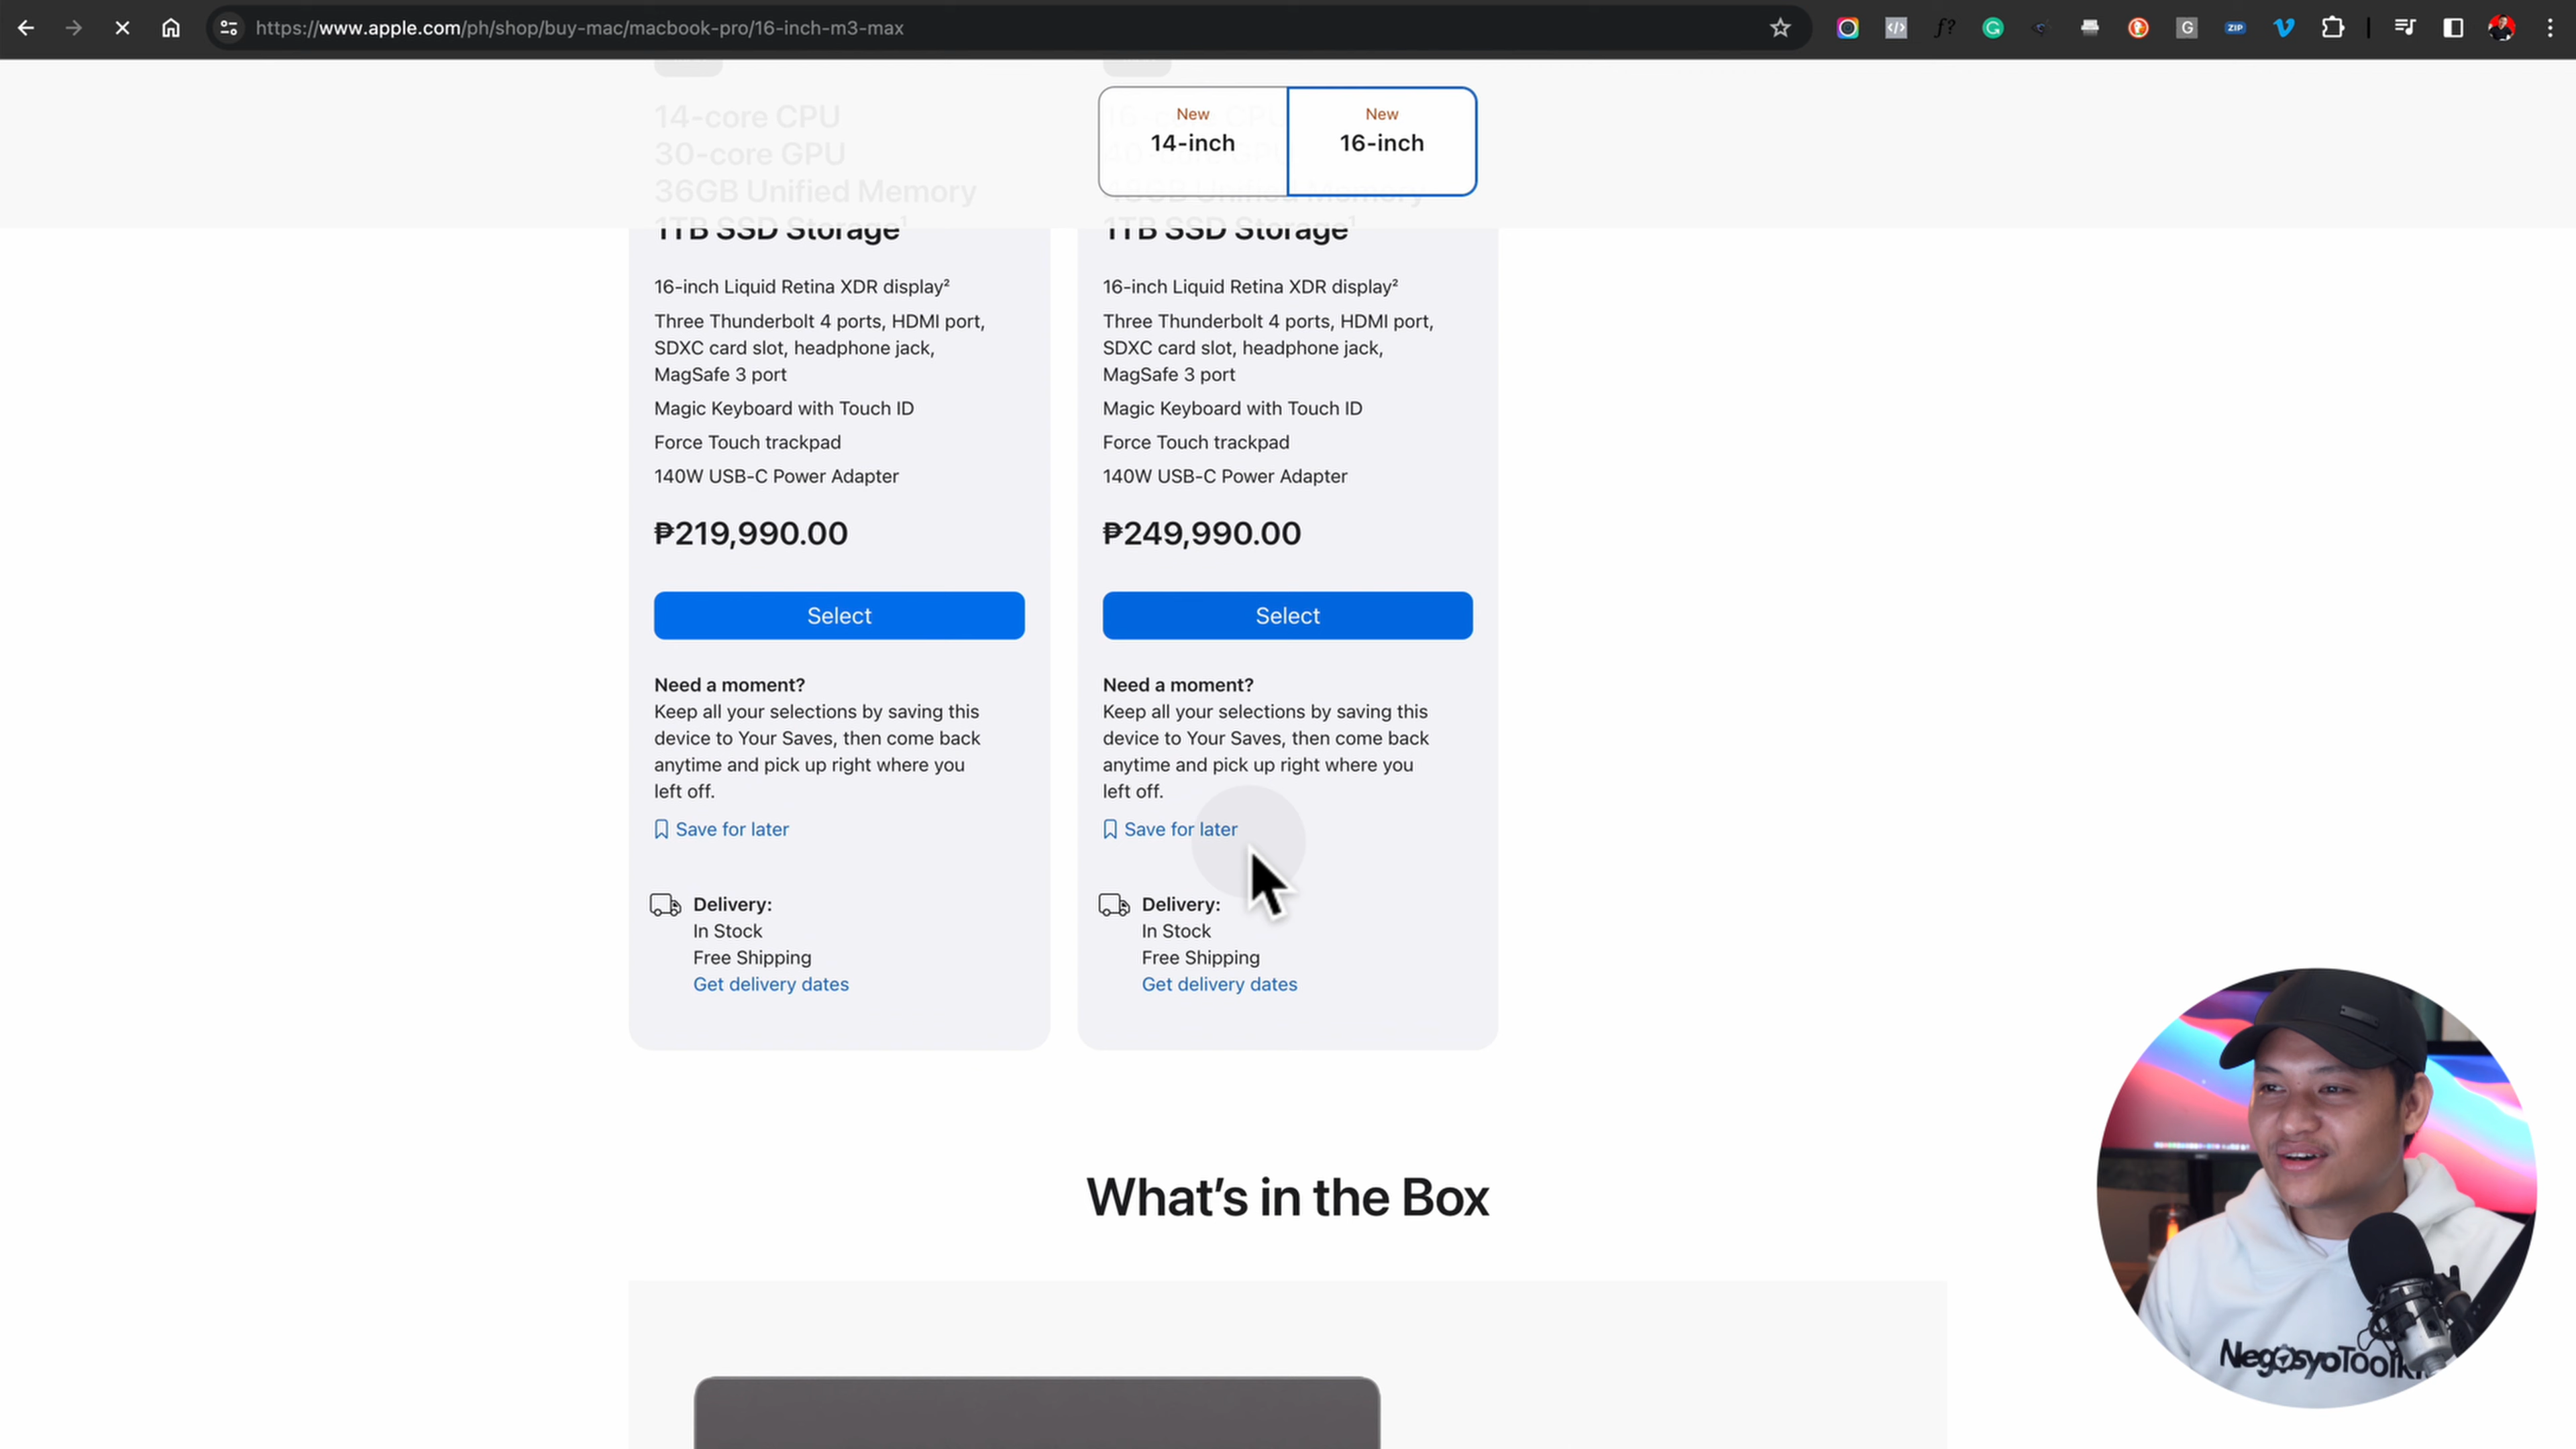 https://www.apple.com/ph/shop/buy-mac/macbook-pro/16-inch-m3-max
ZIP
G
New
14-inch
New
16-inch
14-core CPU
30-core GPU
36GB Unified Memory
1TB SSD Storage¹
16-inch Liquid Retina XDR display²
Three Thunderbolt 4 ports, HDMI port,
SDXC card slot, headphone jack,
MagSafe 3 port
Magic Keyboard with Touch ID
Force Touch trackpad
140W USB-C Power Adapter
₱219,990.00
Select
Need a moment?
Keep all your selections by saving this
device to Your Saves, then come back
anytime and pick up right where you
left off.
Save for later
Delivery:
In Stock
Free Shipping
Get delivery dates
Unified Memory
1TB SSD Storage¹
16-inch Liquid Retina XDR display²
Three Thunderbolt 4 ports, HDMI port,
SDXC card slot, headphone jack,
MagSafe 3 port
Magic Keyboard with Touch ID
Force Touch trackpad
140W USB-C Power Adapter
₱249,990.00
Select
Need a moment?
Keep all your selections by saving this
device to Your Saves, then come back
anytime and pick up right where you
left off.
Save for later
Delivery:
In Stock
Free Shipping
Get delivery dates
What's in the Box